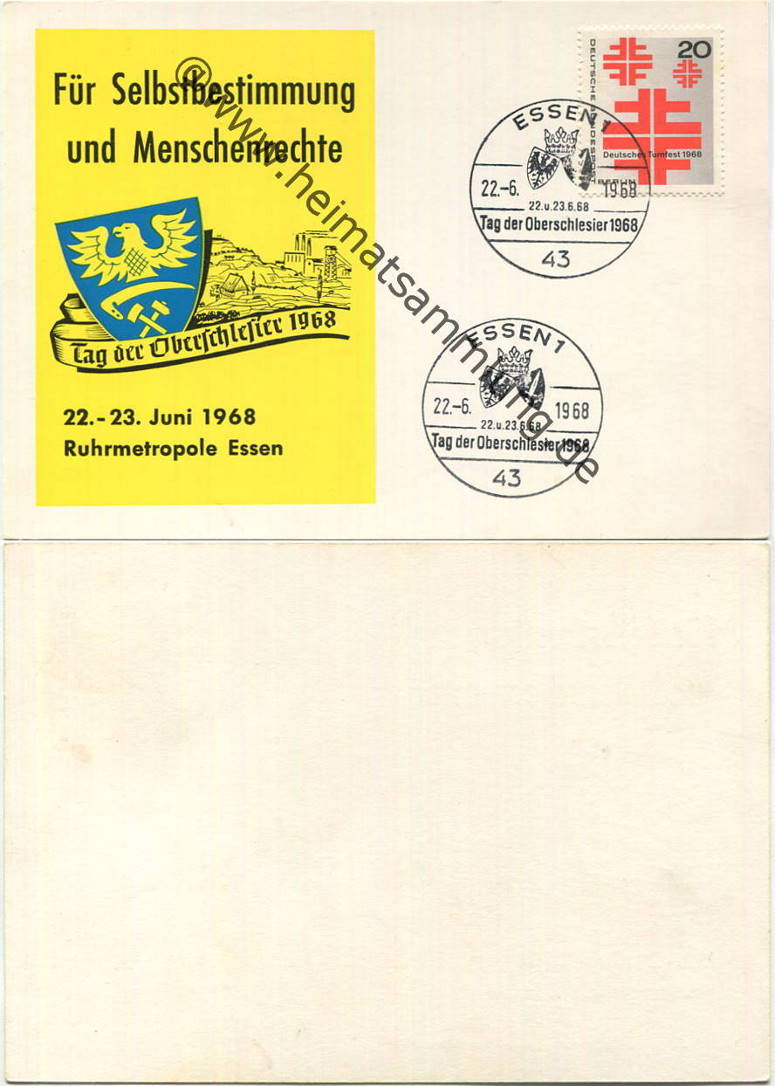 Für Selbstbestimmung
und Menschenrechte
Tag der Oberschlesier 1968
22.-23. Juni 1968
Ruhrmetropole Essen
20
DEUTSCHE BUNDESPOST
BERLIN
Deutsches Turnfest 1968
ESSEN 1
22.-6. 1968
22.u.23.6.68
Tag der Oberschlesier 1968
43
ESSEN 1
22.-6. 1968
22.u.23.6.68
Tag der Oberschlesier 1968
43
©www.heimatsammlung.de